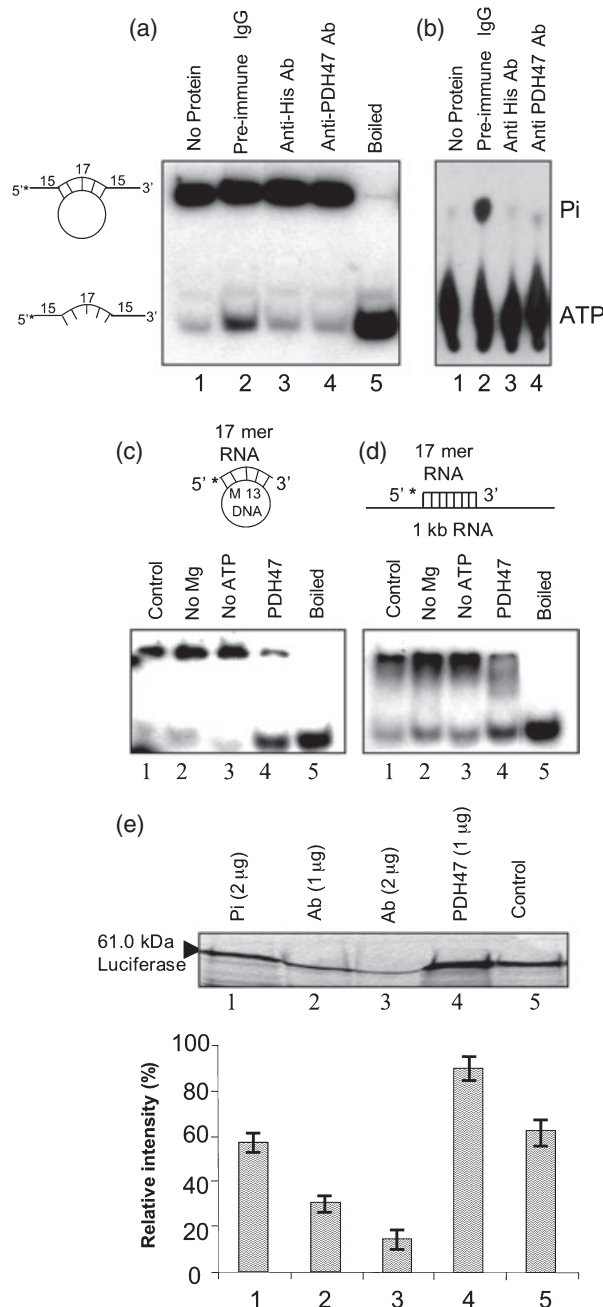 (a)
No Protein
Pre-immune IgG
Anti-His Ab
Anti-PDH47 Ab
Boiled
5'* 15 17 15 3'
5'* 15 17 15 3'
1 2 3 4 5
(b)
No Protein
Pre-immune IgG
Anti His Ab
Anti PDH47 Ab
Pi
ATP
1 2 3 4
(c)
17 mer
RNA
5' * 3'
M 13
DNA
Control
No Mg
No ATP
PDH47
Boiled
1 2 3 4 5
(d)
17 mer
RNA
5' * 3'
1 kb RNA
Control
No Mg
No ATP
PDH47
Boiled
1 2 3 4 5
(e)
Pi (2 µg)
Ab (1 µg)
Ab (2 µg)
PDH47 (1 µg)
Control
61.0 kDa
Luciferase
1 2 3 4 5
Relative intensity (%)
100
80
60
40
20
0
1 2 3 4 5